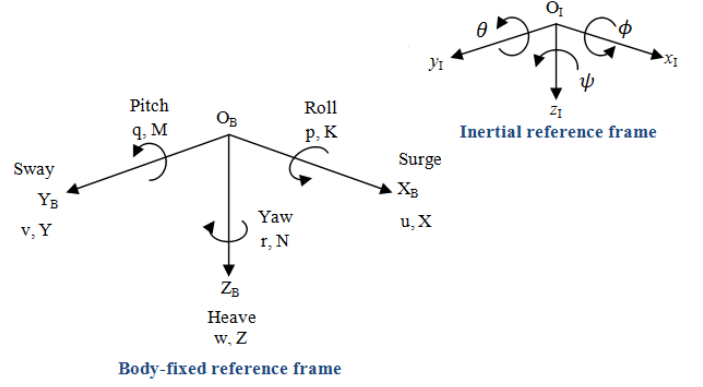 O_I
θ
ϕ
y_I
x_I
ψ
z_I
Inertial reference frame
Pitch
q, M
O_B
Roll
p, K
Sway
Y_B
v, Y
Surge
X_B
u, X
Yaw
r, N
Z_B
Heave
w, Z
Body-fixed reference frame